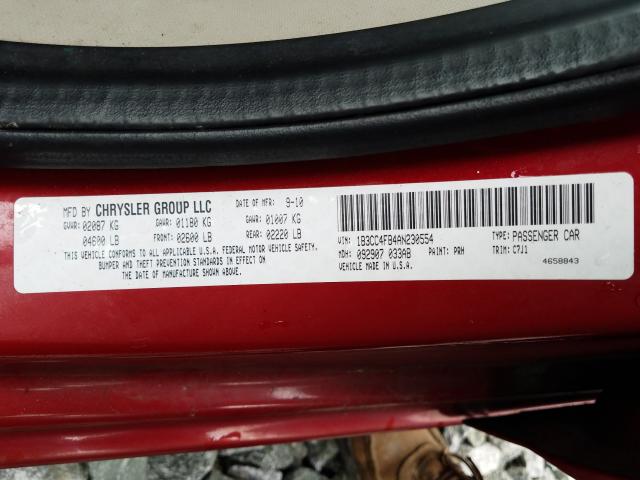 MFD BY CHRYSLER GROUP LLC DATE OF MFR: 9-10
GVWR: 02087 KG GAWR: 01180 KG GAWR: 01007 KG
04600 LB FRONT: 02600 LB REAR: 02220 LB
THIS VEHICLE CONFORMS TO ALL APPLICABLE U.S.A. FEDERAL MOTOR VEHICLE SAFETY,
BUMPER AND THEFT PREVENTION STANDARDS IN EFFECT ON
THE DATE OF MANUFACTURE SHOWN ABOVE.
VIN: 1B3CC4FB4AN230554 TYPE: PASSENGER CAR
MDH: 092907 033AB PAINT: PRH TRIM: C7J1
MADE IN U.S.A. 4658843